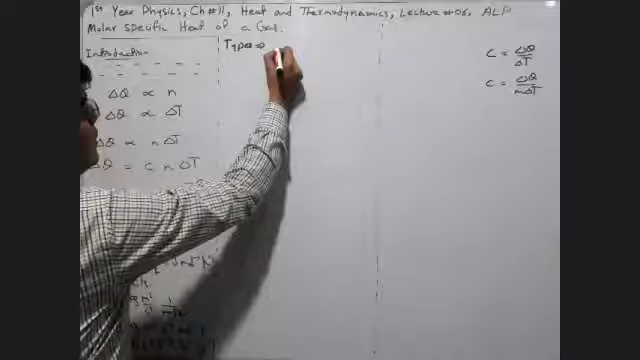 1st Year Physics, Ch # 11, Heat and Thermodynamics, Lecture # 06, ALP
Molar specific Heat of a Gas.
Introduction
ΔQ ∝ n
ΔQ ∝ ΔT
ΔQ ∝ n ΔT
ΔQ = C n ΔT
Types ⇒
C = ΔQ/ΔT
C = ΔQ/mΔT